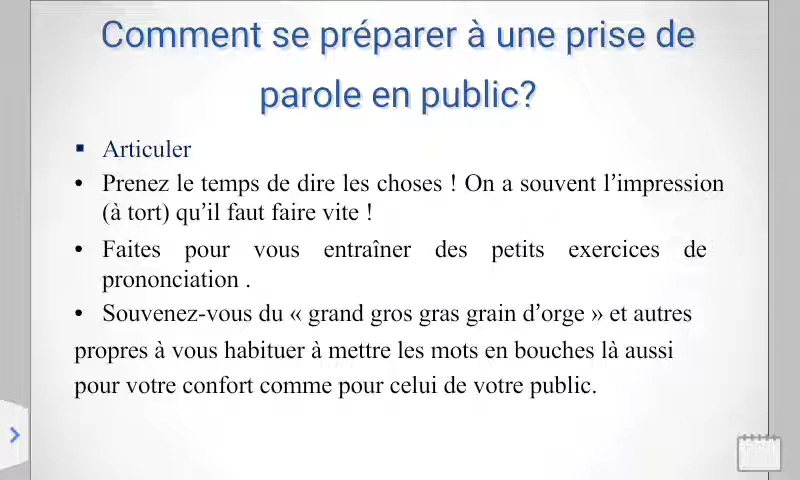 Comment se préparer à une prise de
parole en public?
▪ Articuler
• Prenez le temps de dire les choses ! On a souvent l’impression
(à tort) qu’il faut faire vite !
• Faites pour vous entraîner des petits exercices de
prononciation .
• Souvenez-vous du « grand gros gras grain d’orge » et autres
propres à vous habituer à mettre les mots en bouches là aussi
pour votre confort comme pour celui de votre public.